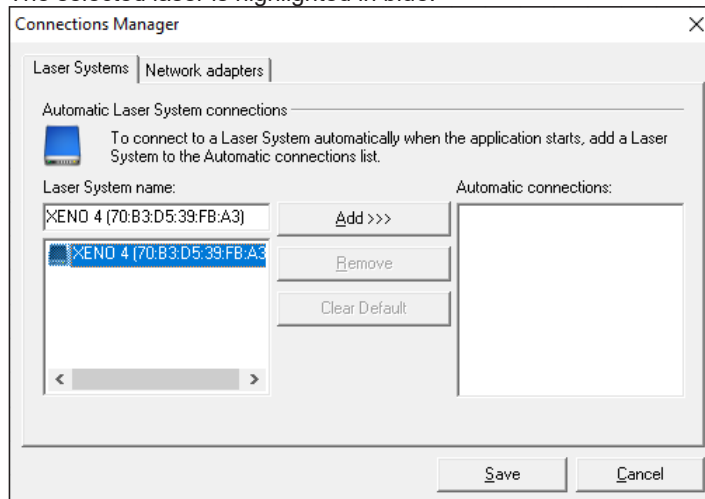 The selected laser is highlighted in blue.
Connections Manager
Laser Systems
Network adapters
Automatic Laser System connections
To connect to a Laser System automatically when the application starts, add a Laser
System to the Automatic connections list.
Laser System name:
Automatic connections:
XENO 4 (70:B3:D5:39:FB:A3)
Add >>>
XENO 4 (70:B3:D5:39:FB:A3
Remove
Clear Default
Save
Cancel